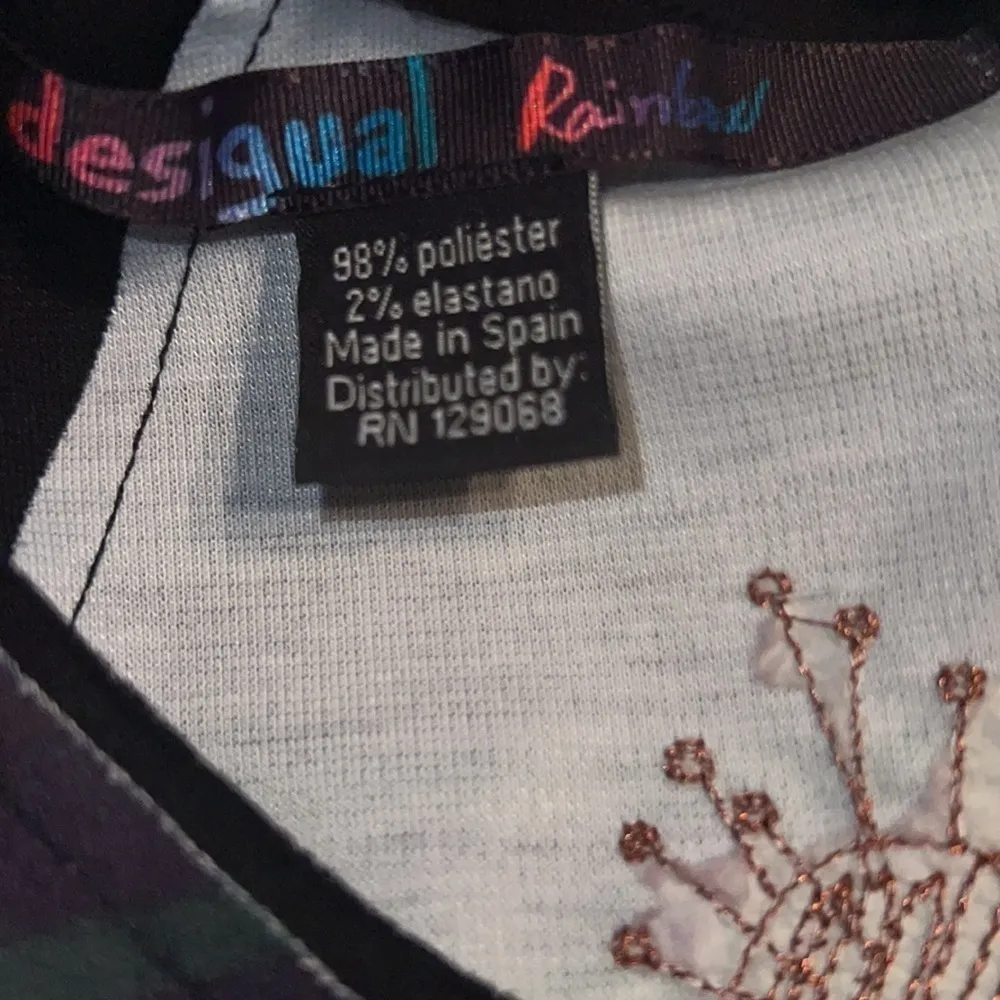 desigual Rainbow
98% poliéster
2% elastano
Made in Spain
Distributed by:
RN 129068